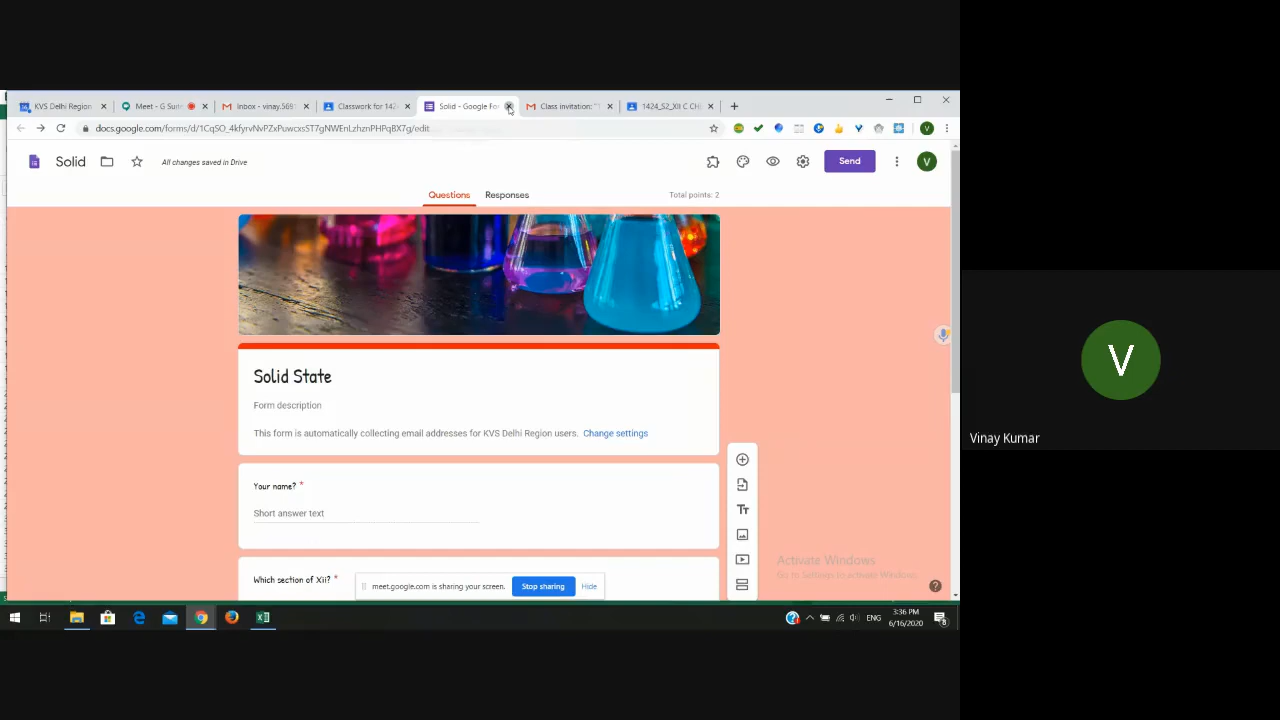 KVS Delhi Region
Meet - G Suit
Inbox - vinay.5691
Classwork for 142
Solid - Google Fo
Class invitation: "1
1424_S2_XII C CH
docs.google.com/forms/d/1CqSO_4kfyrvNvPZxPuwcxsST7gNWEnLzhznPHPqBX7g/edit
V
Solid
All changes saved in Drive
Send
V
Questions
Responses
Total points: 2
Solid State
Form description
This form is automatically collecting email addresses for KVS Delhi Region users. Change settings
Your name? *
Short answer text
Which section of Xii? *
meet.google.com is sharing your screen.
Stop sharing
Hide
Activate Windows
Go to Settings to activate Windows.
ENG
3:36 PM
6/16/2020
V
Vinay Kumar